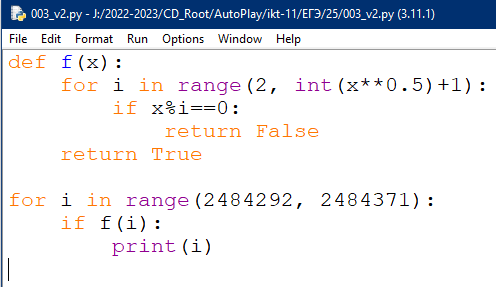 003_v2.py - J:/2022-2023/CD_Root/AutoPlay/ikt-11/ЕГЭ/25/003_v2.py (3.11.1)
File Edit Format Run Options Window Help
def f(x):
    for i in range(2, int(x**0.5)+1):
        if x%i==0:
            return False
    return True

for i in range(2484292, 2484371):
    if f(i):
        print(i)